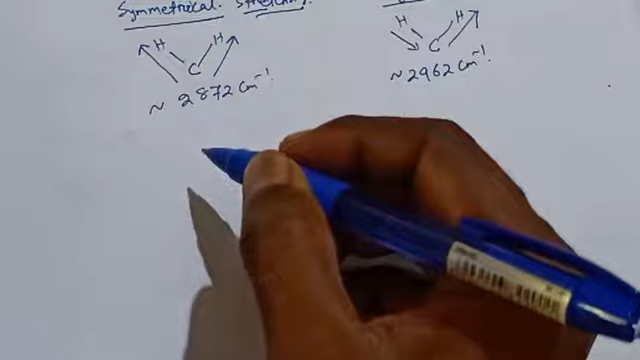 Symmetrical Stretching.
H H
H H
C
C
~ 2872 cm⁻¹.
~ 2962 cm⁻¹.